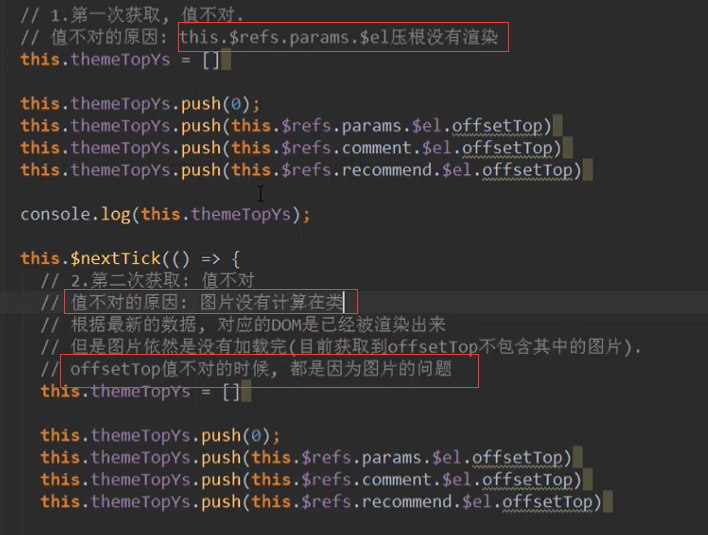 // 1.第一次获取, 值不对.
// 值不对的原因: this.$refs.params.$el压根没有渲染
this.themeTopYs = []
this.themeTopYs.push(0);
this.themeTopYs.push(this.$refs.params.$el.offsetTop)
this.themeTopYs.push(this.$refs.comment.$el.offsetTop)
this.themeTopYs.push(this.$refs.recommend.$el.offsetTop)
console.log(this.themeTopYs);
this.$nextTick(() => {
// 2.第二次获取: 值不对
// 值不对的原因: 图片没有计算在类
// 根据最新的数据, 对应的DOM是已经被渲染出来
// 但是图片依然是没有加载完(目前获取到offsetTop不包含其中的图片).
// offsetTop值不对的时候, 都是因为图片的问题
this.themeTopYs = []
this.themeTopYs.push(0);
this.themeTopYs.push(this.$refs.params.$el.offsetTop)
this.themeTopYs.push(this.$refs.comment.$el.offsetTop)
this.themeTopYs.push(this.$refs.recommend.$el.offsetTop)